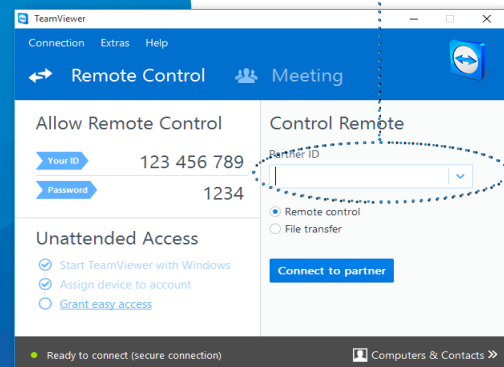 TeamViewer
Connection Extras Help
Remote Control Meeting
Allow Remote Control
Your ID 123 456 789
Password 1234
Unattended Access
Start TeamViewer with Windows
Assign device to account
Grant easy access
Control Remote
Partner ID
Remote control
File transfer
Connect to partner
Ready to connect (secure connection) Computers & Contacts